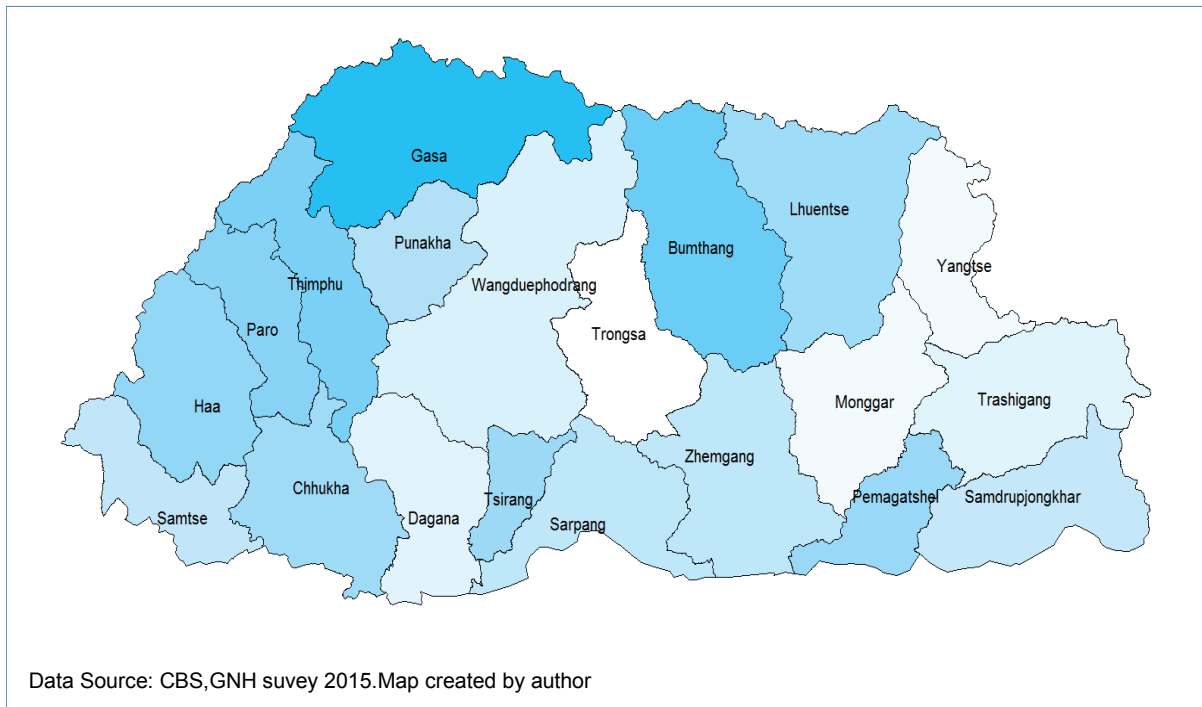 Gasa
Punakha
Lhuentse
Bumthang
Yangtse
Thimphu
Wangduephodrang
Paro
Trongsa
Haa
Monggar
Trashigang
Zhemgang
Chhukha
Tsirang
Pemagatshel
Samdrupjongkhar
Samtse
Dagana
Sarpang
Data Source: CBS,GNH suvey 2015.Map created by author